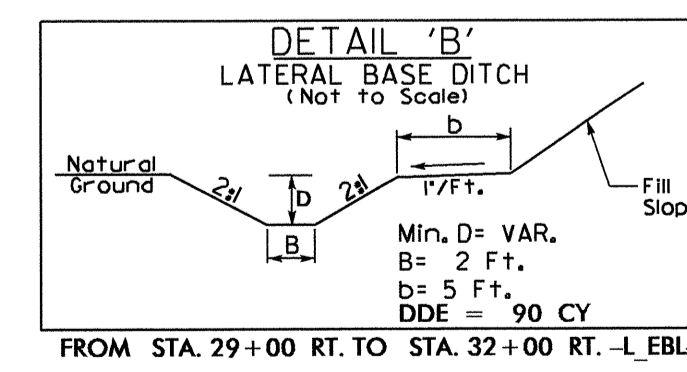 DETAIL 'B'
LATERAL BASE DITCH
(Not to Scale)
b
Natural
Ground
2:1
D
2:1
1"/Ft.
Fill
Slop
B
Min. D= VAR.
B= 2 Ft.
b= 5 Ft.
DDE = 90 CY
FROM STA. 29+00 RT. TO STA. 32+00 RT. -L_EBL-